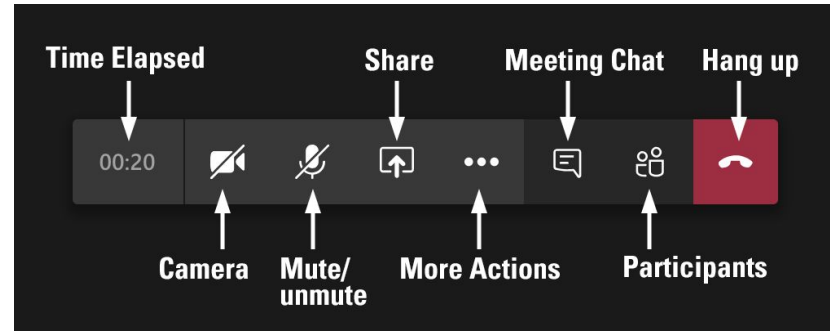 Time Elapsed
Share
Meeting Chat
Hang up
00:20
Camera
Mute/
unmute
More Actions
Participants